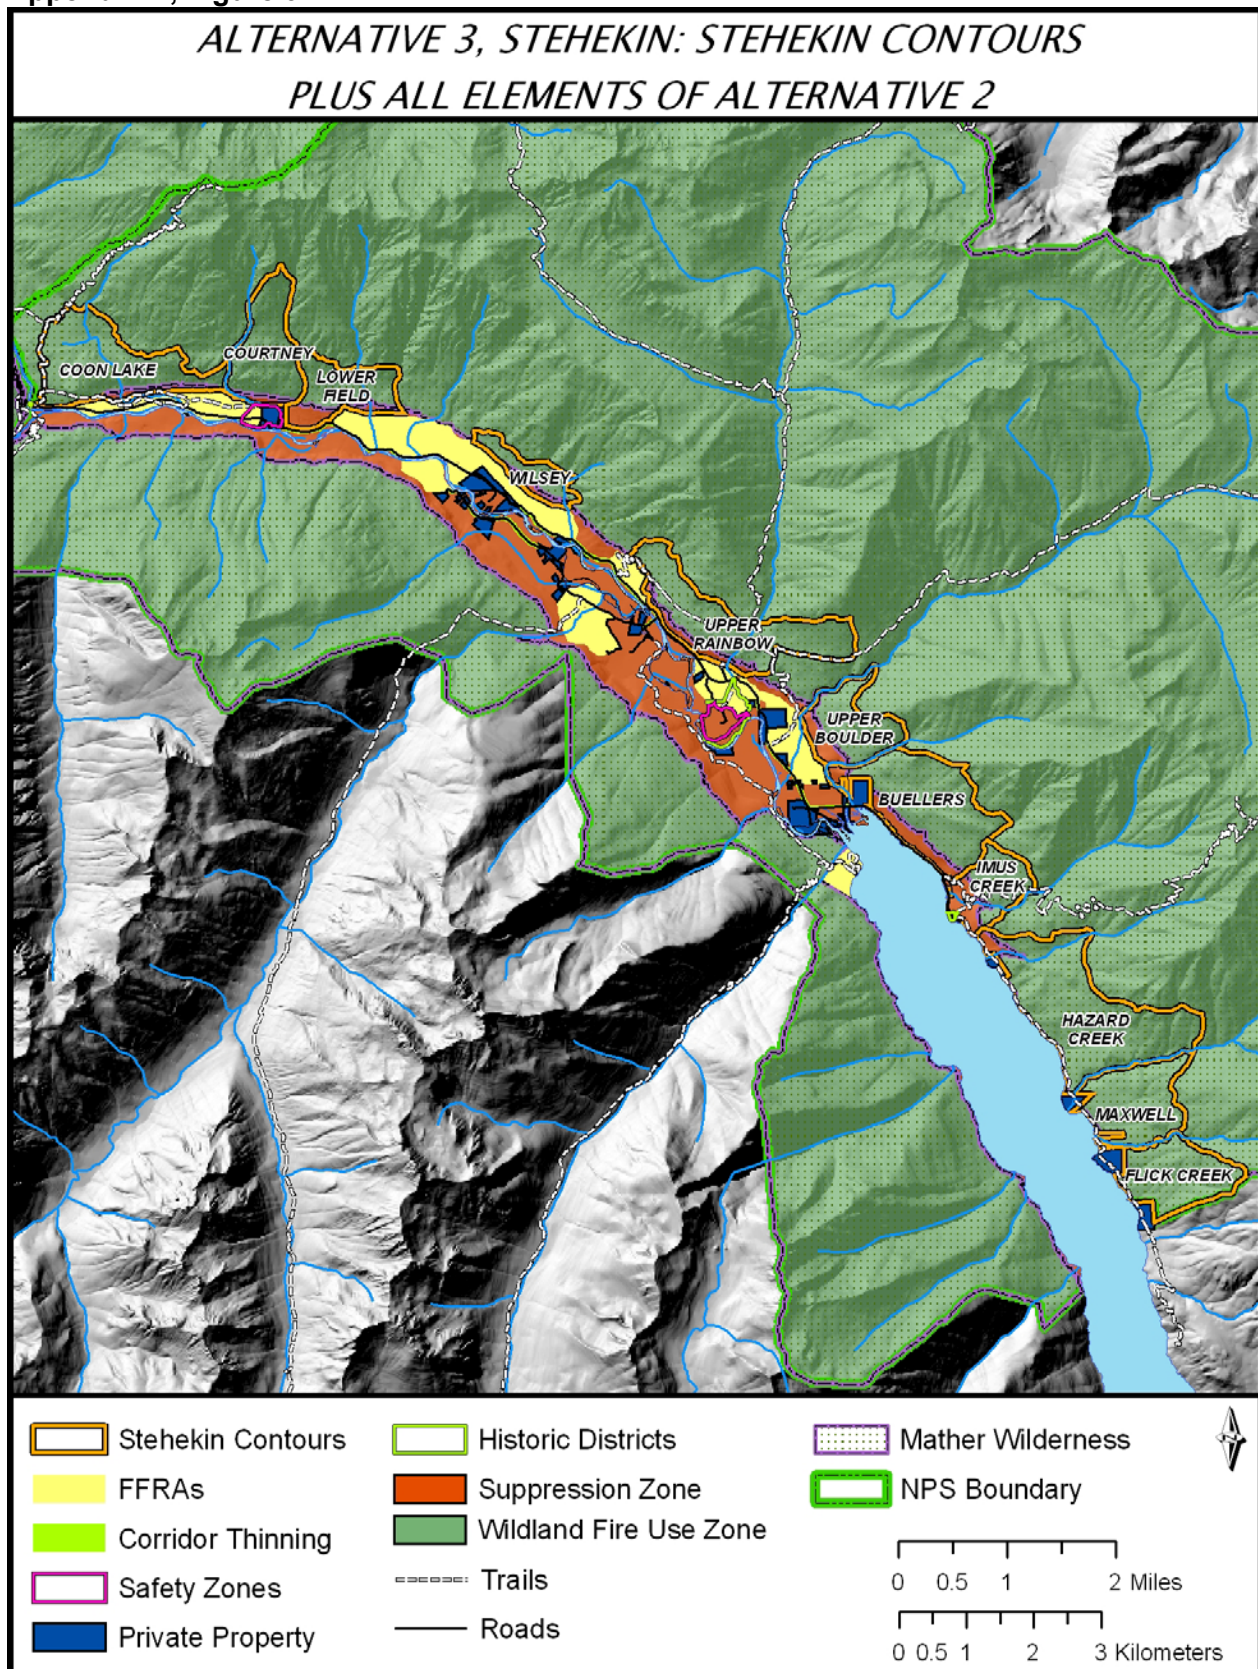 ALTERNATIVE 3, STEHEKIN: STEHEKIN CONTOURS
PLUS ALL ELEMENTS OF ALTERNATIVE 2
COON LAKE
COURTNEY
LOWER
FIELD
WILSEY
UPPER
RAINBOW
UPPER
BOULDER
BUELLERS
IMUS
CREEK
HAZARD
CREEK
MAXWELL
FLICK CREEK
Stehekin Contours
FFRAs
Corridor Thinning
Safety Zones
Private Property
Historic Districts
Suppression Zone
Wildland Fire Use Zone
Trails
Roads
Mather Wilderness
NPS Boundary
0 0.5 1 2 Miles
0 0.5 1 2 3 Kilometers